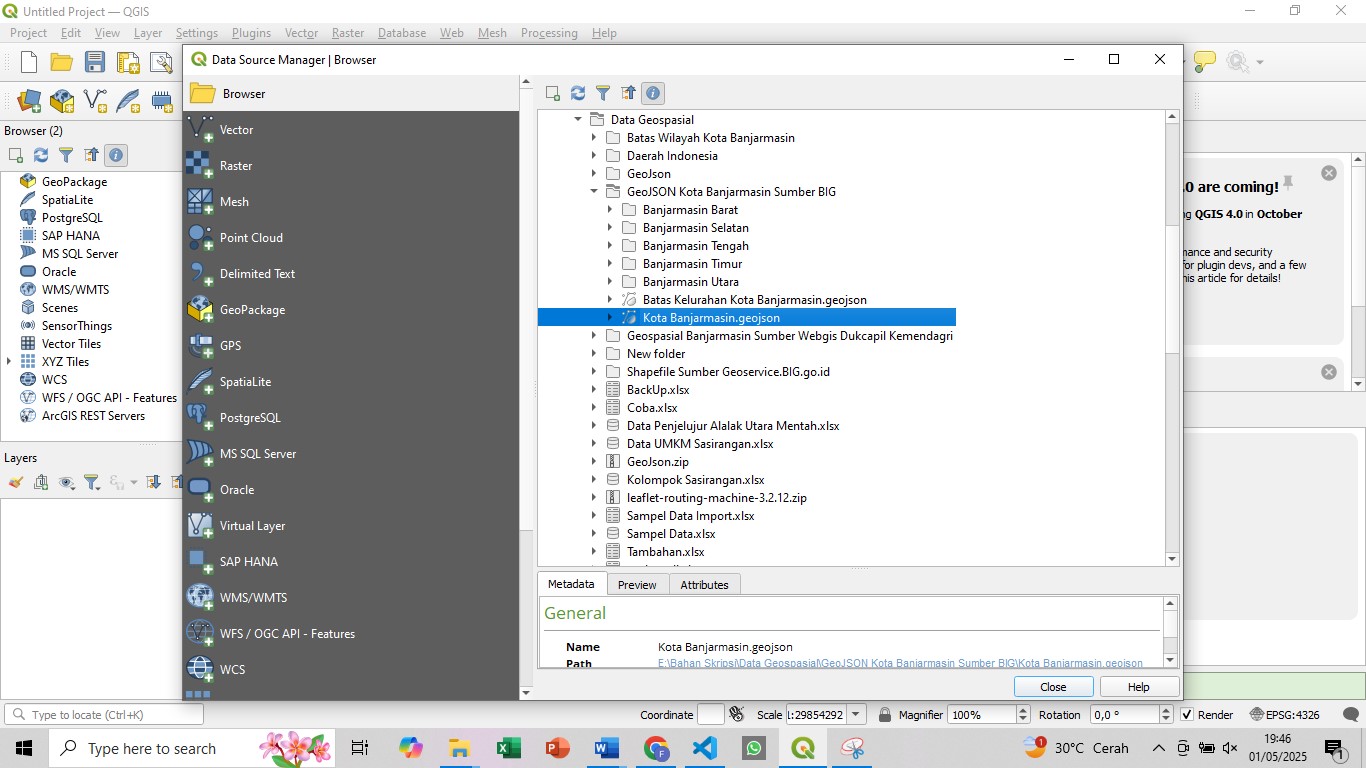 Untitled Project — QGIS
Project Edit View Layer Settings Plugins Vector Raster Database Web Mesh Processing Help
Data Source Manager | Browser
Browser
Vector
Raster
Mesh
Point Cloud
Delimited Text
GeoPackage
GPS
SpatiaLite
PostgreSQL
MS SQL Server
Oracle
Virtual Layer
SAP HANA
WMS/WMTS
WFS / OGC API - Features
WCS
Data Geospasial
Batas Wilayah Kota Banjarmasin
Daerah Indonesia
GeoJson
GeoJSON Kota Banjarmasin Sumber BIG
Banjarmasin Barat
Banjarmasin Selatan
Banjarmasin Tengah
Banjarmasin Timur
Banjarmasin Utara
Batas Kelurahan Kota Banjarmasin.geojson
Kota Banjarmasin.geojson
Geospasial Banjarmasin Sumber Webgis Dukcapil Kemendagri
New folder
Shapefile Sumber Geoservice.BIG.go.id
BackUp.xlsx
Coba.xlsx
Data Penjelujur Alalak Utara Mentah.xlsx
Data UMKM Sasirangan.xlsx
GeoJson.zip
Kolompok Sasirangan.xlsx
leaflet-routing-machine-3.2.12.zip
Sampel Data Import.xlsx
Sampel Data.xlsx
Tambahan.xlsx
Metadata Preview Attributes
General
Name Kota Banjarmasin.geojson
Path E:\Bahan Skripsi\Data Geospasial\GeoJSON Kota Banjarmasin Sumber BIG\Kota Banjarmasin.geojson
Close Help
Browser (2)
GeoPackage
SpatiaLite
PostgreSQL
SAP HANA
MS SQL Server
Oracle
WMS/WMTS
Scenes
SensorThings
Vector Tiles
XYZ Tiles
WCS
WFS / OGC API - Features
ArcGIS REST Servers
Layers
.0 are coming!
ng QGIS 4.0 in October
mance and security
for plugin devs, and a few
this article for details!
Type to locate (Ctrl+K)
Coordinate Scale 1:29854292 Magnifier 100% Rotation 0,0 ° Render EPSG:4326
Type here to search
30°C Cerah
19:46
01/05/2025
1